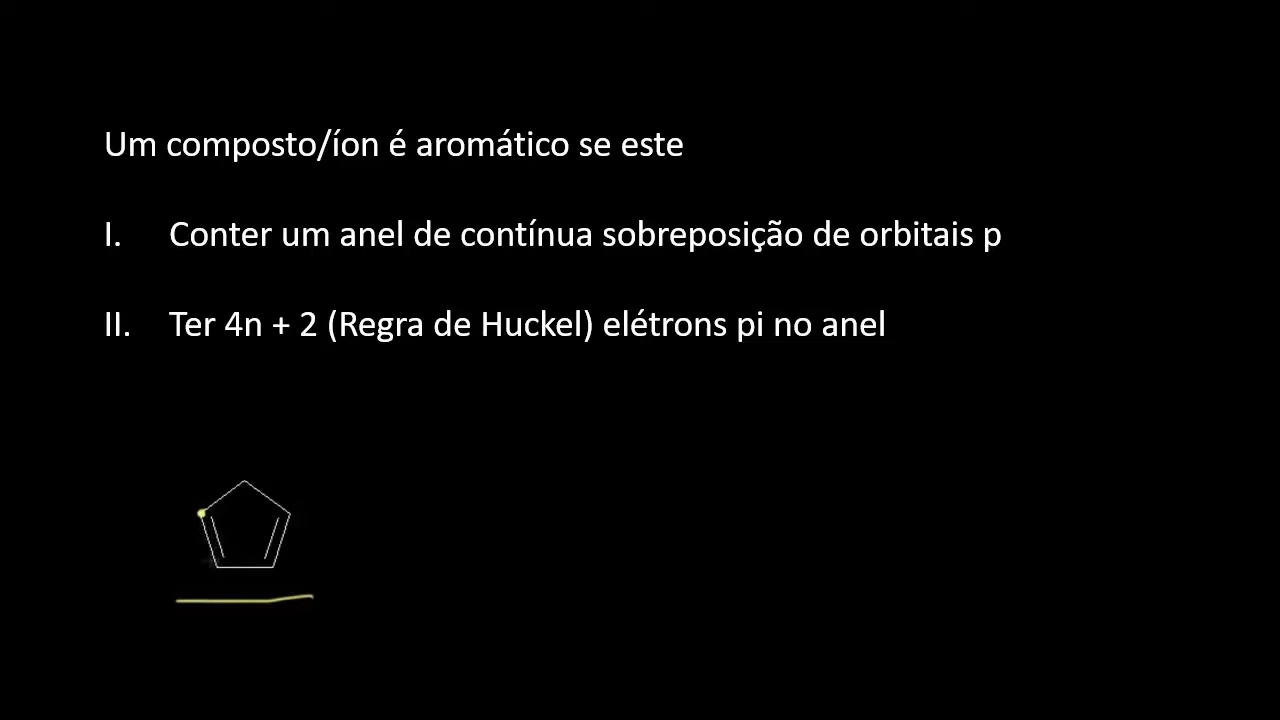 Um composto/íon é aromático se este
I. Conter um anel de contínua sobreposição de orbitais p
II. Ter 4n + 2 (Regra de Huckel) elétrons pi no anel